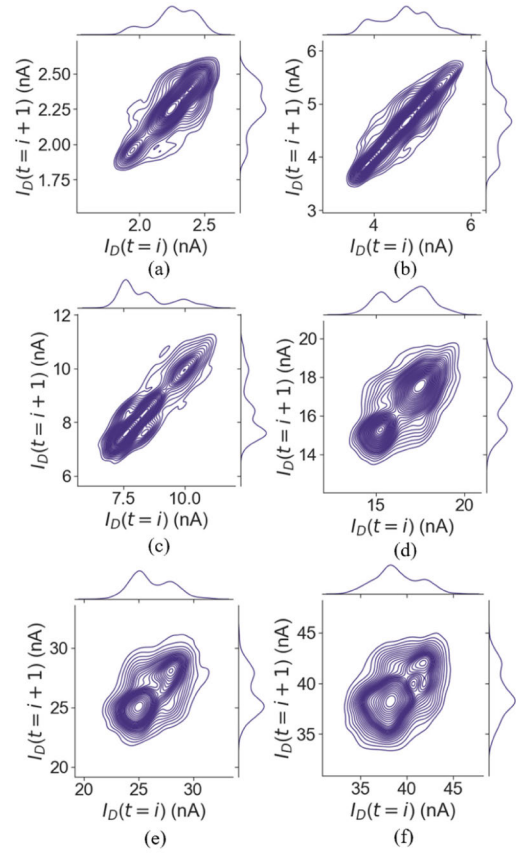 2.50
2.25
2.00
1.75
I_D(t = i + 1) (nA)
2.0 2.5
I_D(t = i) (nA)
(a)
6
5
4
3
I_D(t = i + 1) (nA)
4 6
I_D(t = i) (nA)
(b)
12
10
8
6
I_D(t = i + 1) (nA)
7.5 10.0
I_D(t = i) (nA)
(c)
20
18
16
14
I_D(t = i + 1) (nA)
15 20
I_D(t = i) (nA)
(d)
30
25
20
I_D(t = i + 1) (nA)
20 25 30
I_D(t = i) (nA)
(e)
45
40
35
I_D(t = i + 1) (nA)
35 40 45
I_D(t = i) (nA)
(f)